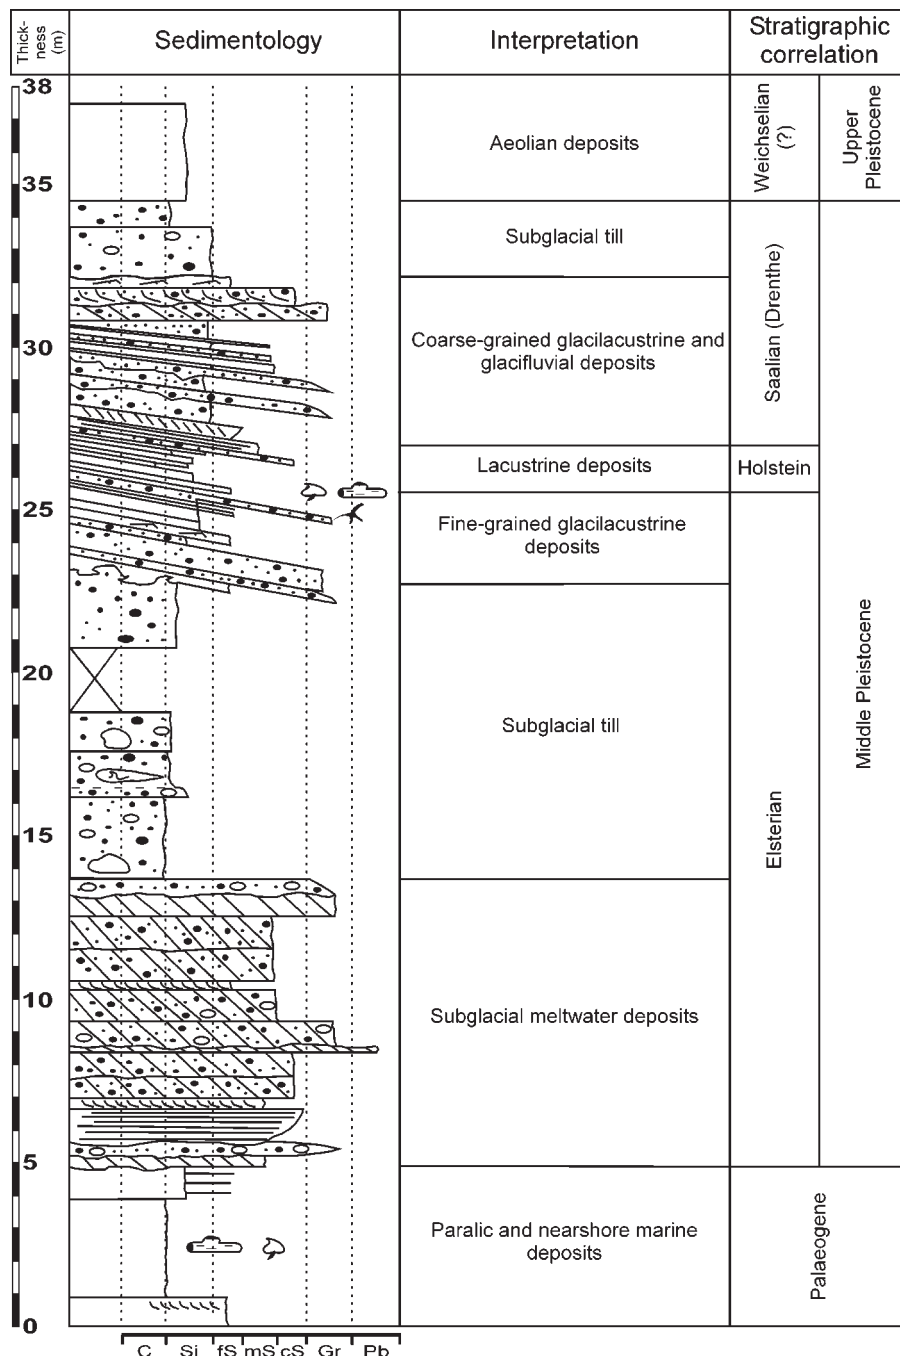 Thick-
ness
(m)
Sedimentology
Interpretation
Stratigraphic
correlation
38
35
30
25
20
15
10
5
0
Aeolian deposits
Subglacial till
Coarse-grained glacilacustrine and
glacifluvial deposits
Lacustrine deposits
Fine-grained glacilacustrine
deposits
Subglacial till
Subglacial meltwater deposits
Paralic and nearshore marine
deposits
Weichselian
(?)
Saalian (Drenthe)
Holstein
Elsterian
Upper
Pleistocene
Middle Pleistocene
Palaeogene
C Si fS mS cS Gr Pb